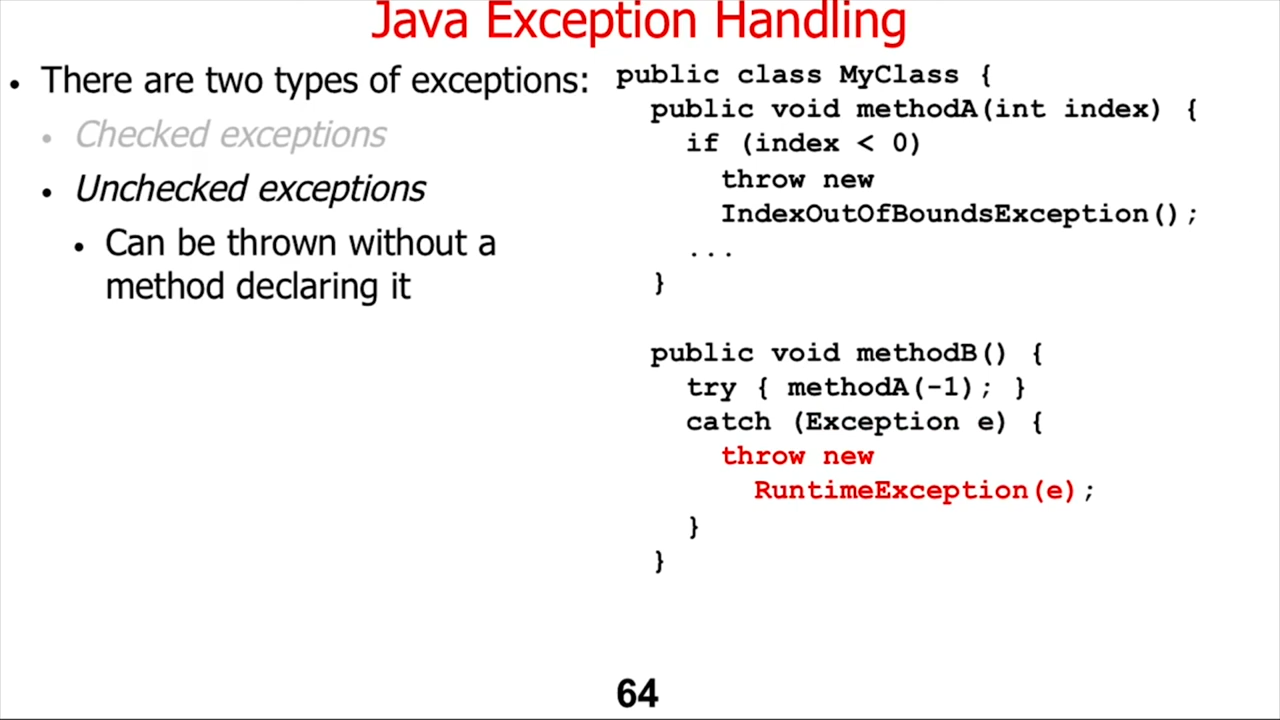 Java Exception Handling
• There are two types of exceptions:
• Checked exceptions
• Unchecked exceptions
• Can be thrown without a
method declaring it
public class MyClass {
public void methodA(int index) {
if (index < 0)
throw new
IndexOutOfBoundsException();
...
}
public void methodB() {
try { methodA(-1); }
catch (Exception e) {
throw new
RuntimeException(e);
}
}
64